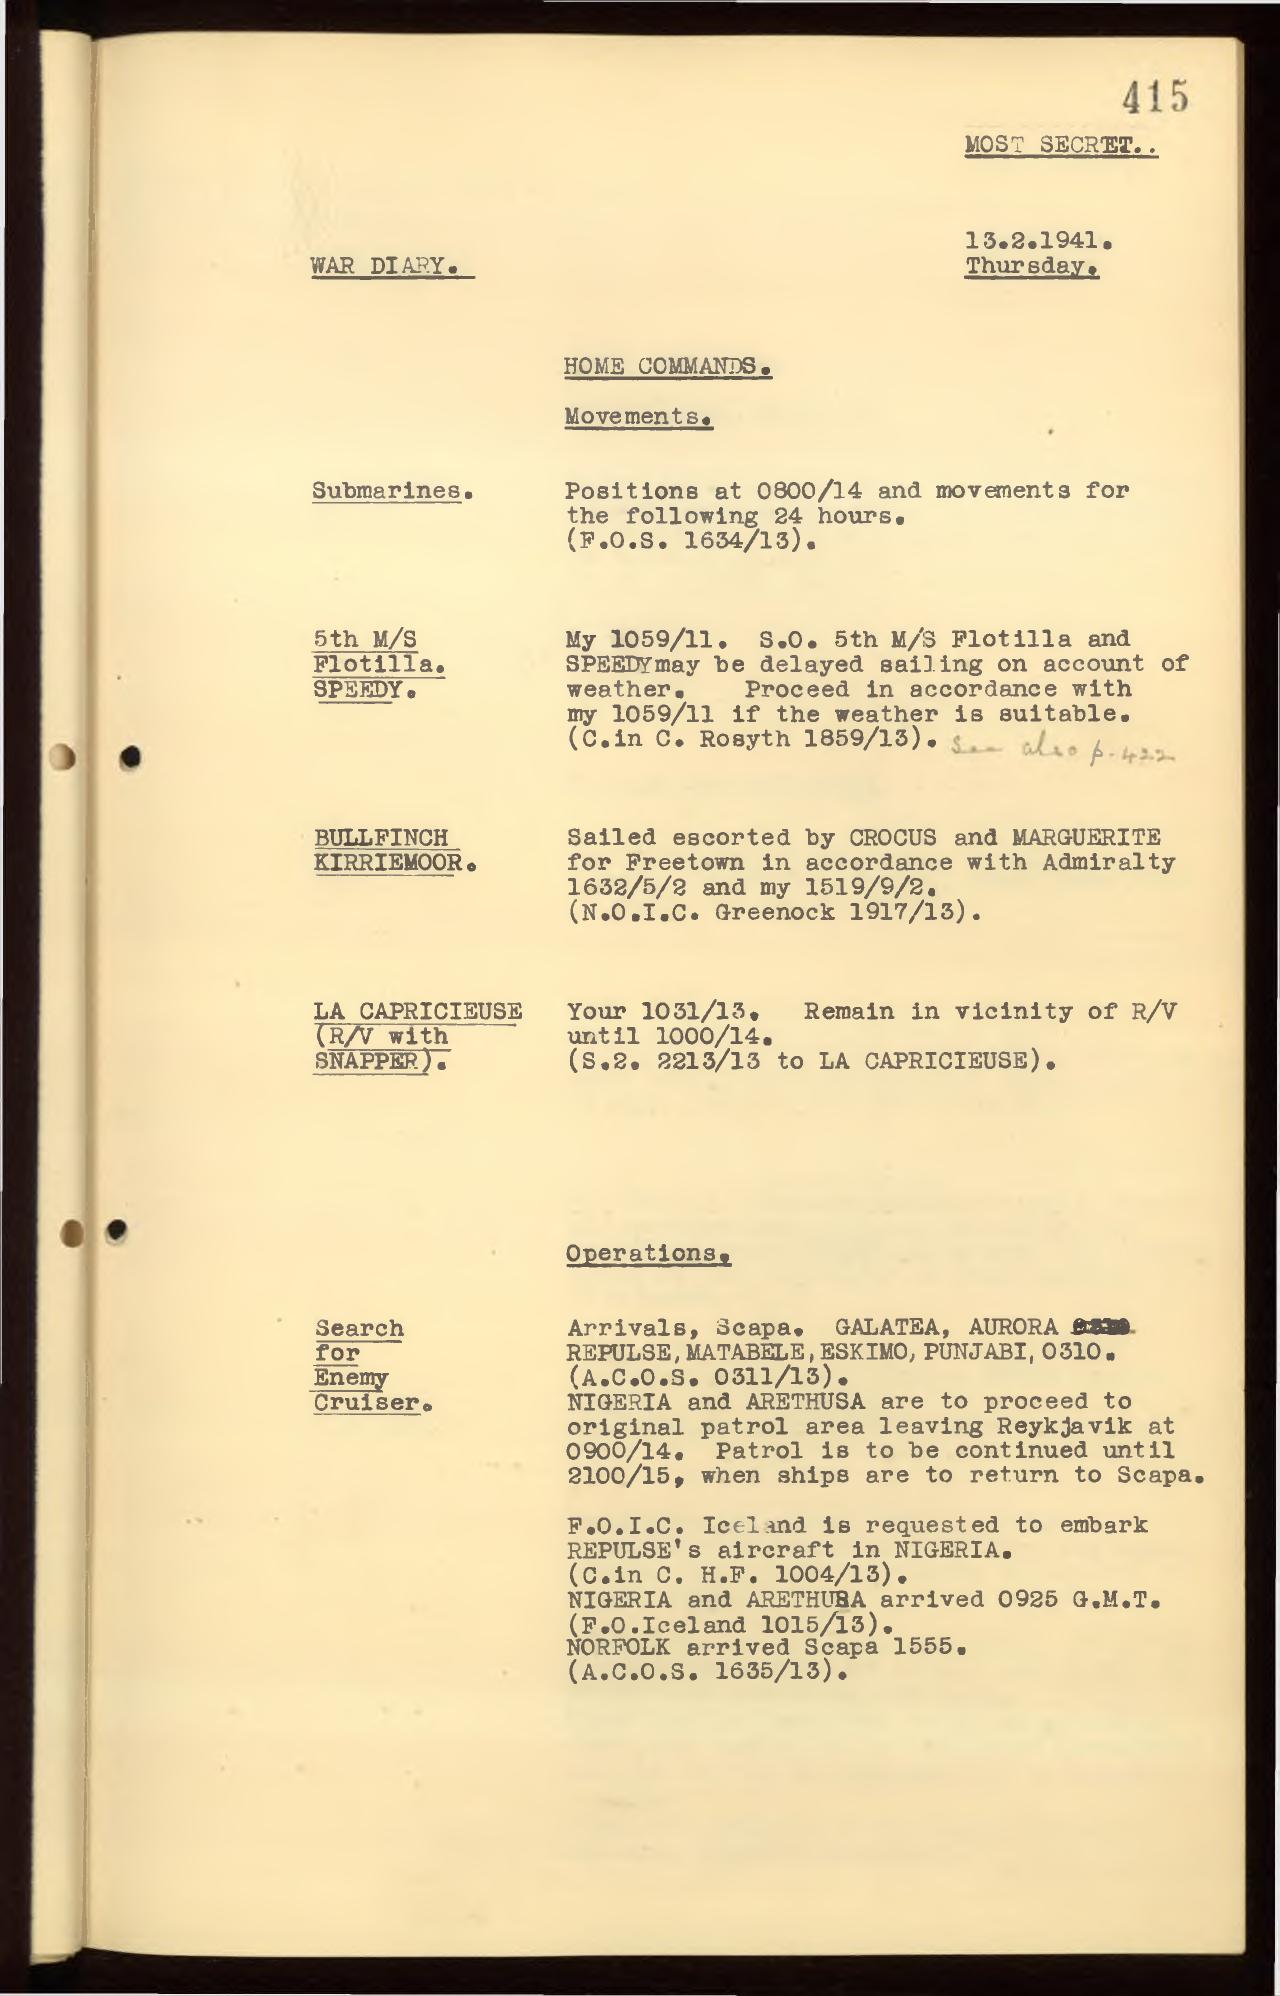 415
MOST SECRET..
13.2.1941.
WAR DIARY.
Thursday.
HOME COMMANDS.
Movements.
Submarines.
Positions at 0800/14 and movements for
the following 24 hours.
(F.O.S. 1634/13).
5th M/S
Flotilla.
SPEEDY.
My 1059/11. S.O. 5th M/S Flotilla and
SPEEDYmay be delayed sailing on account of
weather. Proceed in accordance with
my 1059/11 if the weather is suitable.
(C.in C. Rosyth 1859/13). See also p.422
BULLFINCH
KIRRIEMOOR.
Sailed escorted by CROCUS and MARGUERITE
for Freetown in accordance with Admiralty
1632/5/2 and my 1519/9/2.
(N.O.I.C. Greenock 1917/13).
LA CAPRICIEUSE
(R/V with
SNAPPER).
Your 1031/13. Remain in vicinity of R/V
until 1000/14.
(S.2. 2213/13 to LA CAPRICIEUSE).
Operations.
Search
for
Enemy
Cruiser.
Arrivals, Scapa. GALATEA, AURORA
REPULSE,MATABELE,ESKIMO,PUNJABI,0310.
(A.C.O.S. 0311/13).
NIGERIA and ARETHUSA are to proceed to
original patrol area leaving Reykjavik at
0900/14. Patrol is to be continued until
2100/15, when ships are to return to Scapa.
F.O.I.C. Iceland is requested to embark
REPULSE's aircraft in NIGERIA.
(C.in C. H.F. 1004/13).
NIGERIA and ARETHUSA arrived 0925 G.M.T.
(F.O.Iceland 1015/13).
NORFOLK arrived Scapa 1555.
(A.C.O.S. 1635/13).